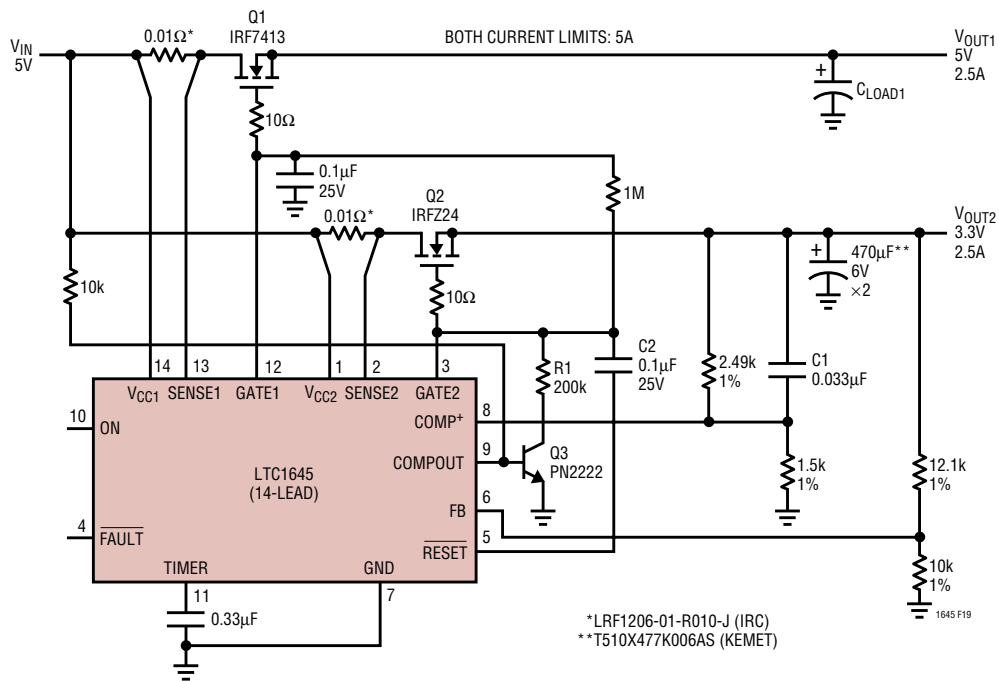 Q1
IRF7413
0.01Ω*
BOTH CURRENT LIMITS: 5A
VIN
5V
VOUT1
5V
2.5A
+
CLOAD1
10Ω
0.1µF
25V
1M
Q2
IRFZ24
0.01Ω*
VOUT2
3.3V
2.5A
+
470µF**
6V
×2
10k
10Ω
R1
200k
C2
0.1µF
25V
2.49k
1%
C1
0.033µF
14
13
12
1
2
3
VCC1
SENSE1
GATE1
VCC2
SENSE2
GATE2
10
ON
COMP+
8
COMPOUT
9
Q3
PN2222
LTC1645
(14-LEAD)
1.5k
1%
12.1k
1%
FB
6
4
FAULT
RESET
5
TIMER
GND
11
7
10k
1%
0.33µF
1645 F19
*LRF1206-01-R010-J (IRC)
**T510X477K006AS (KEMET)